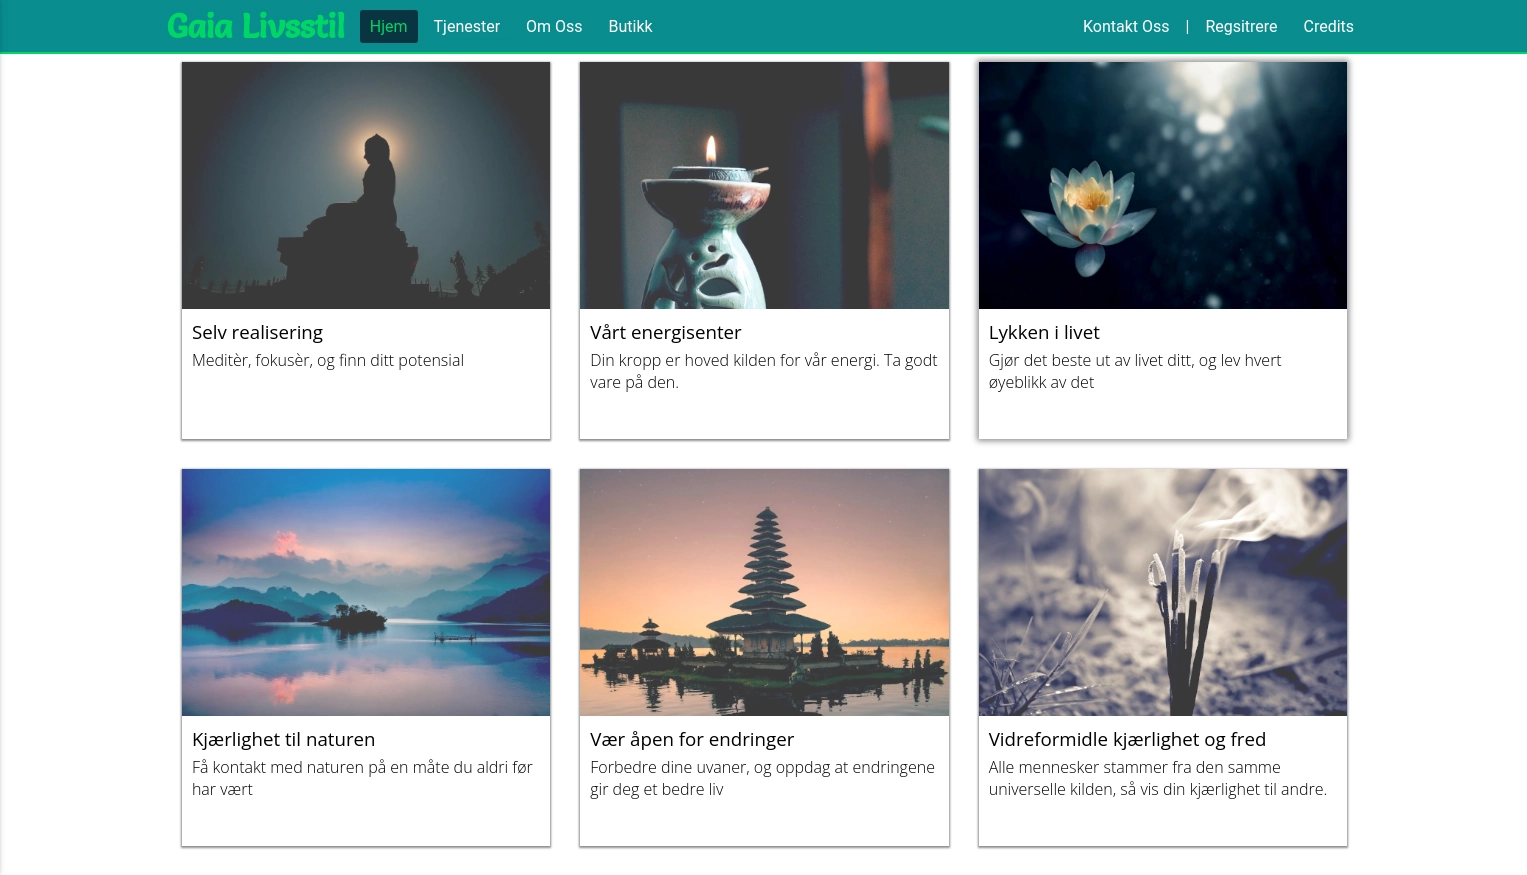 Gaia Livsstil Hjem Tjenester Om Oss Butikk Kontakt Oss | Regsitrere Credits
Selv realisering
Meditèr, fokusèr, og finn ditt potensial
Vårt energisenter
Din kropp er hoved kilden for vår energi. Ta godt
vare på den.
Lykken i livet
Gjør det beste ut av livet ditt, og lev hvert
øyeblikk av det
Kjærlighet til naturen
Få kontakt med naturen på en måte du aldri før
har vært
Vær åpen for endringer
Forbedre dine uvaner, og oppdag at endringene
gir deg et bedre liv
Vidreformidle kjærlighet og fred
Alle mennesker stammer fra den samme
universelle kilden, så vis din kjærlighet til andre.